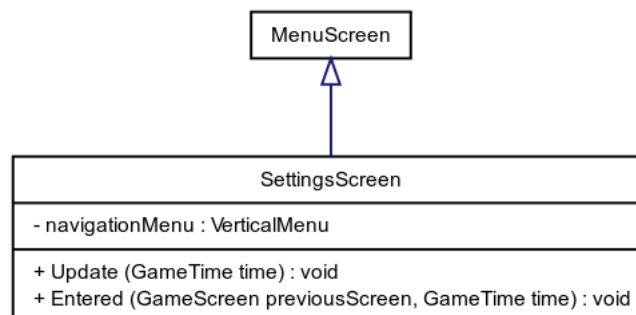 MenuScreen
SettingsScreen
- navigationMenu : VerticalMenu
+ Update (GameTime time) : void
+ Entered (GameScreen previousScreen, GameTime time) : void